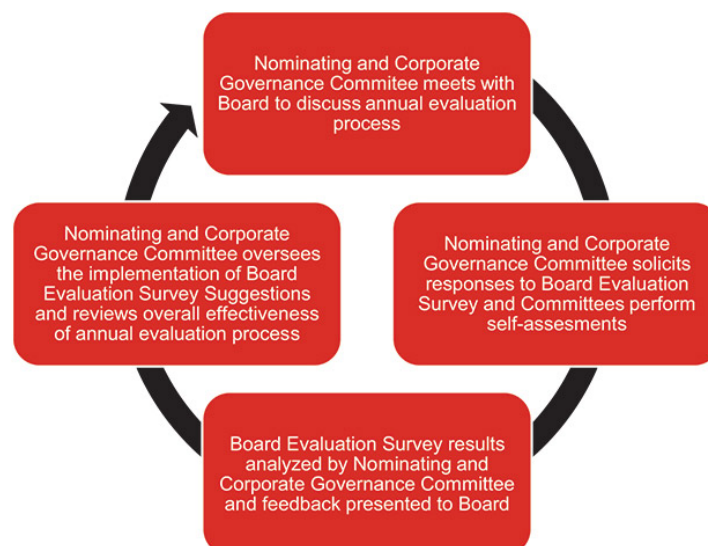 Nominating and Corporate
Governance Commitee meets with
Board to discuss annual evaluation
process
Nominating and Corporate
Governance Committee solicits
responses to Board Evaluation
Survey and Committees perform
self-assesments
Board Evaluation Survey results
analyzed by Nominating and
Corporate Governance Committee
and feedback presented to Board
Nominating and Corporate
Governance Committee oversees
the implementation of Board
Evaluation Survey Suggestions
and reviews overall effectiveness
of annual evaluation process